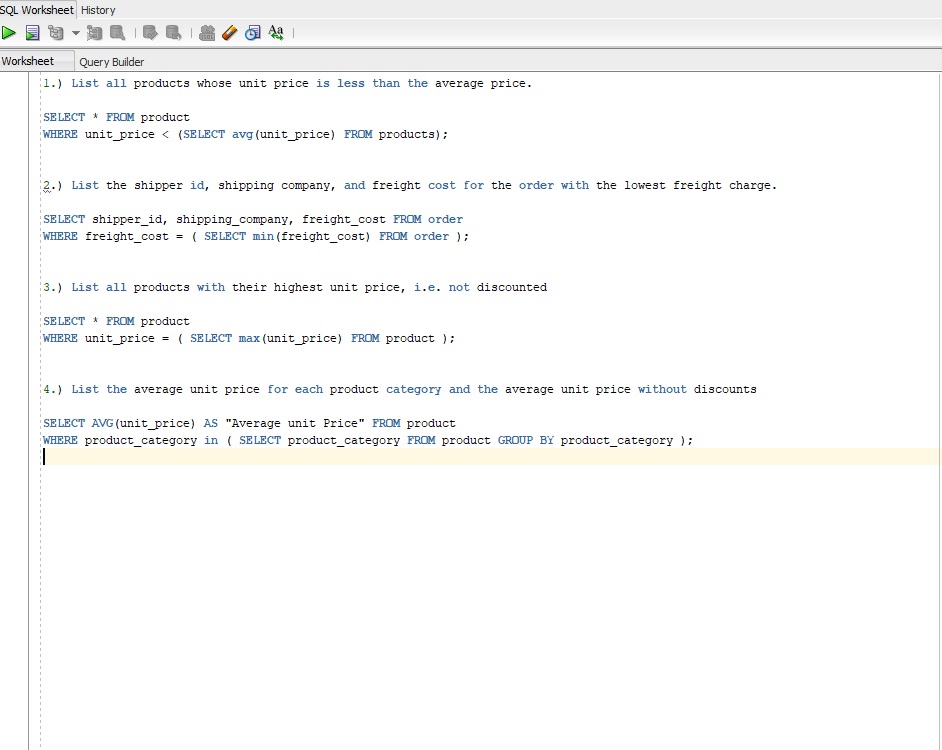 SQL Worksheet History
Aa
Worksheet Query Builder
1.) List all products whose unit price is less than the average price.
SELECT * FROM product
WHERE unit_price < (SELECT avg(unit_price) FROM products);
2.) List the shipper id, shipping company, and freight cost for the order with the lowest freight charge.
SELECT shipper_id, shipping_company, freight_cost FROM order
WHERE freight_cost = ( SELECT min(freight_cost) FROM order );
3.) List all products with their highest unit price, i.e. not discounted
SELECT * FROM product
WHERE unit_price = ( SELECT max(unit_price) FROM product );
4.) List the average unit price for each product category and the average unit price without discounts
SELECT AVG(unit_price) AS "Average unit Price" FROM product
WHERE product_category in ( SELECT product_category FROM product GROUP BY product_category );